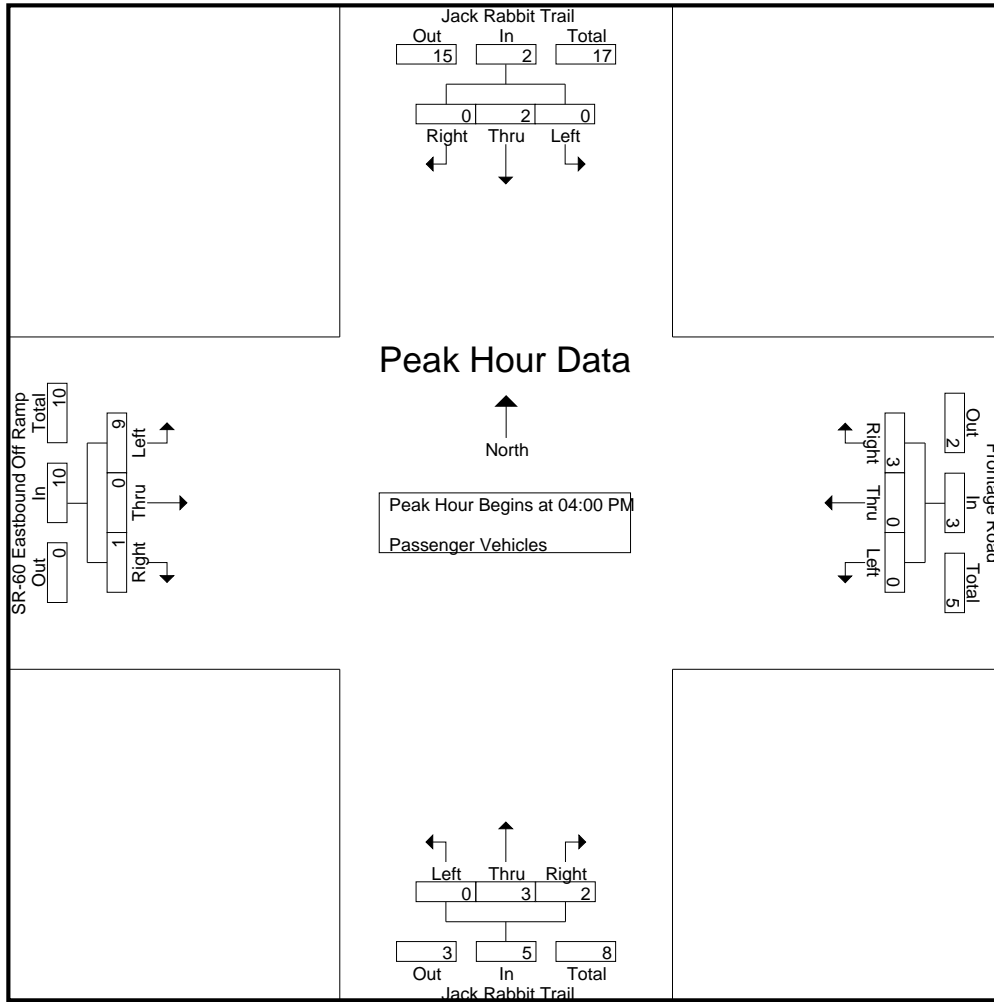 Jack Rabbit Trail
Out In Total
15 2 17
0 2 0
Right Thru Left
Peak Hour Data
North
Peak Hour Begins at 04:00 PM
Passenger Vehicles
SR-60 Eastbound Off Ramp
Out In Total
0 10 10
9 0 1
Left Thru Right
Frontage Road
Out In Total
2 3 5
Right Thru Left
3 0 0
Left Thru Right
0 3 2
3 5 8
Out In Total
Jack Rabbit Trail